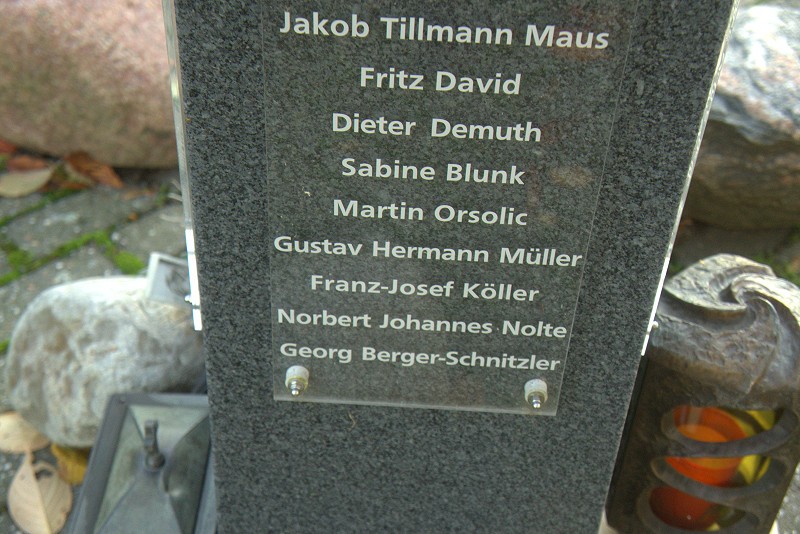 Jakob Tillmann Maus
Fritz David
Dieter Demuth
Sabine Blunk
Martin Orsolic
Gustav Hermann Müller
Franz-Josef Köller
Norbert Johannes Nolte
Georg Berger-Schnitzler